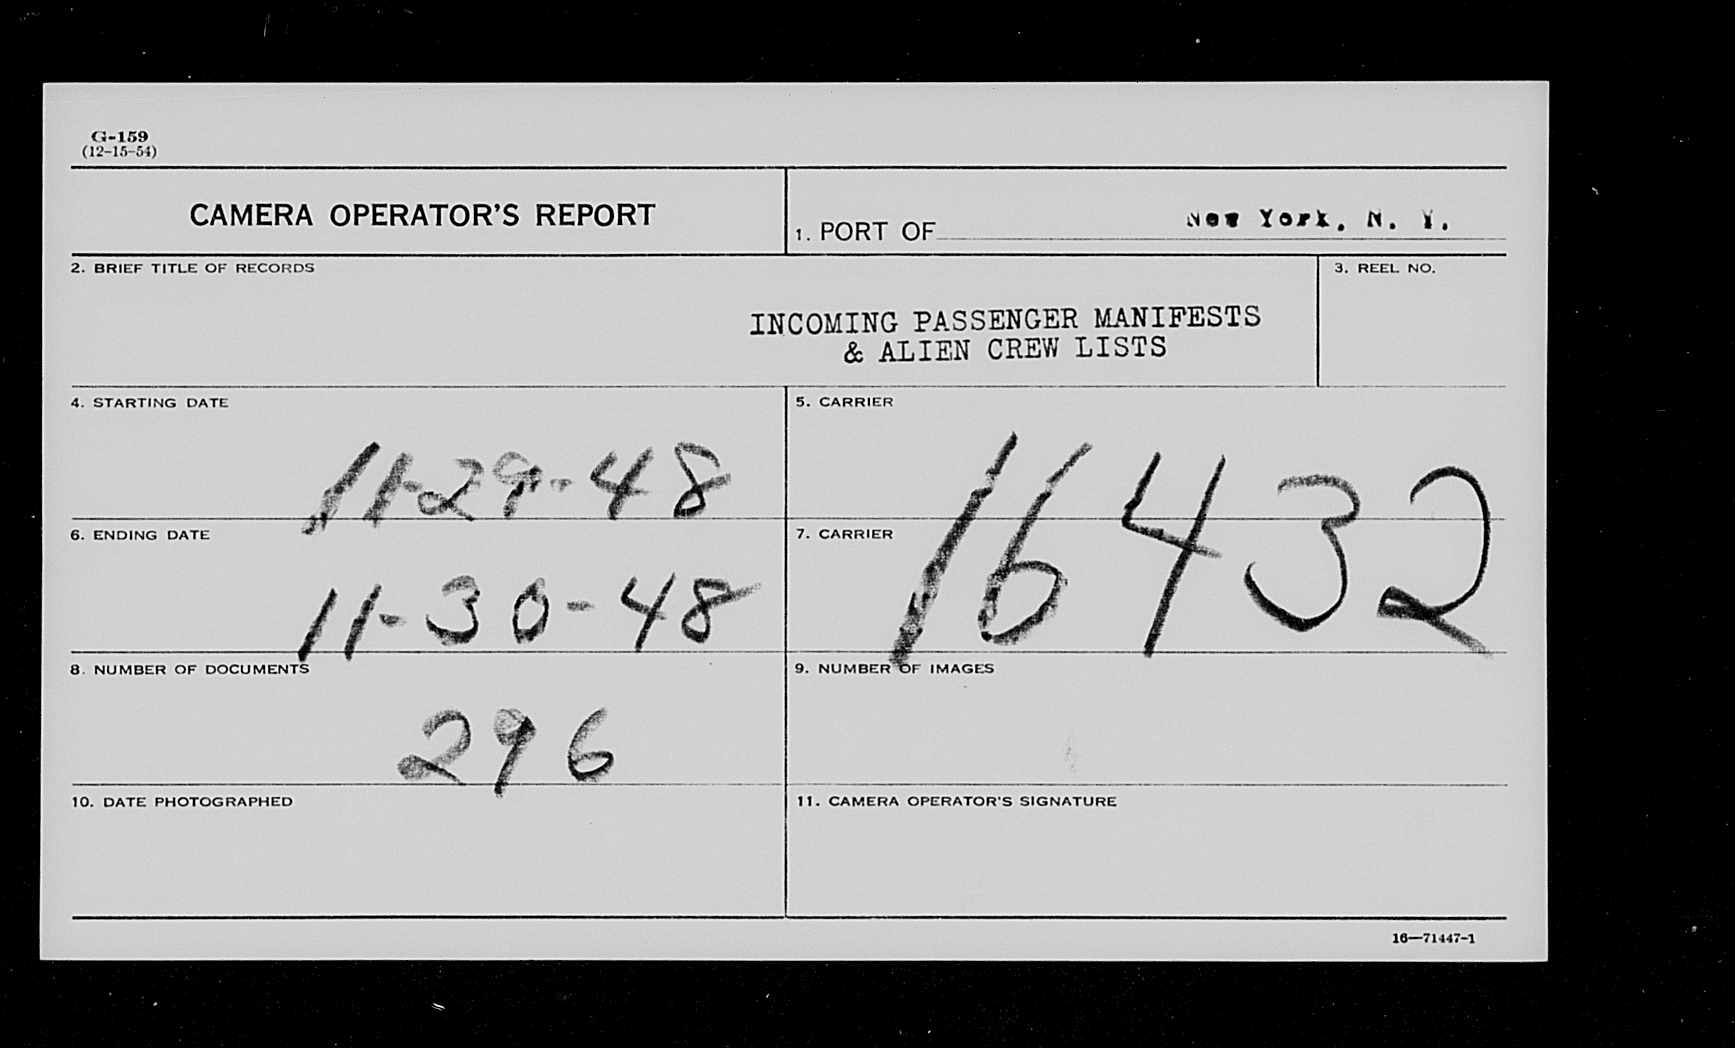 G-159
(12-15-54)
CAMERA OPERATOR'S REPORT
1. PORT OF New York, N. Y.
2. BRIEF TITLE OF RECORDS
3. REEL NO.
INCOMING PASSENGER MANIFESTS
& ALIEN CREW LISTS
4. STARTING DATE
11-29-48
5. CARRIER
16432
6. ENDING DATE
11-30-48
7. CARRIER
8. NUMBER OF DOCUMENTS
296
9. NUMBER OF IMAGES
10. DATE PHOTOGRAPHED
11. CAMERA OPERATOR'S SIGNATURE
16—71447-1